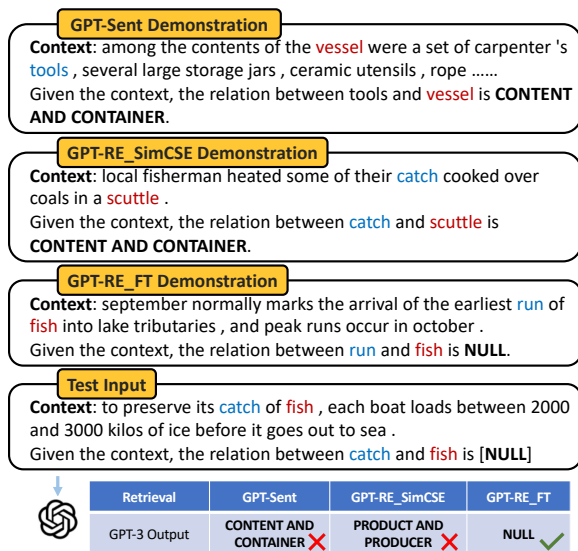 GPT-Sent Demonstration
Context: among the contents of the vessel were a set of carpenter 's
tools , several large storage jars , ceramic utensils , rope ……
Given the context, the relation between tools and vessel is CONTENT
AND CONTAINER.
GPT-RE_SimCSE Demonstration
Context: local fisherman heated some of their catch cooked over
coals in a scuttle .
Given the context, the relation between catch and scuttle is
CONTENT AND CONTAINER.
GPT-RE_FT Demonstration
Context: september normally marks the arrival of the earliest run of
fish into lake tributaries , and peak runs occur in october .
Given the context, the relation between run and fish is NULL.
Test Input
Context: to preserve its catch of fish , each boat loads between 2000
and 3000 kilos of ice before it goes out to sea .
Given the context, the relation between catch and fish is [NULL]
Retrieval GPT-Sent GPT-RE_SimCSE GPT-RE_FT
GPT-3 Output CONTENT AND CONTAINER PRODUCT AND PRODUCER NULL